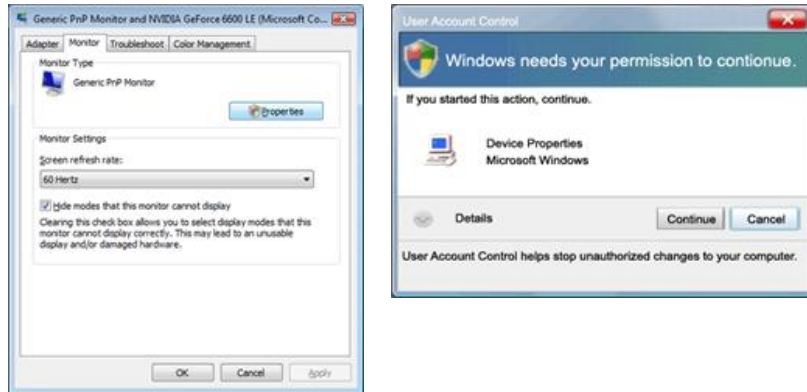 Generic PnP Monitor and NVIDIA GeForce 6600 LE (Microsoft Co...
Adapter Monitor Troubleshoot Color Management
Monitor Type
Generic PnP Monitor
Properties
Monitor Settings
Screen refresh rate:
60 Hertz
Hide modes that this monitor cannot display
Clearing this check box allows you to select display modes that this
monitor cannot display correctly. This may lead to an unusable
display and/or damaged hardware.
OK Cancel Apply
User Account Control
Windows needs your permission to contionue.
If you started this action, continue.
Device Properties
Microsoft Windows
Details Continue Cancel
User Account Control helps stop unauthorized changes to your computer.